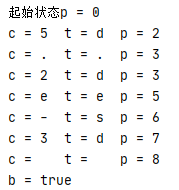 起始状态p = 0
c = 5  t = d  p = 2
c = .  t = .  p = 3
c = 2  t = d  p = 3
c = e  t = e  p = 5
c = -  t = s  p = 6
c = 3  t = d  p = 7
c =    t =    p = 8
b = true